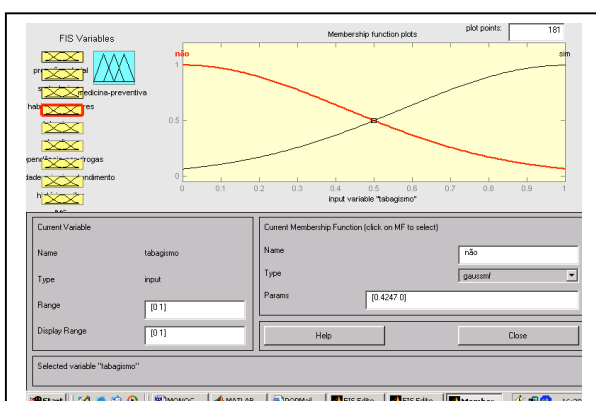 FIS Variables
Membership function plots
plot points:
181
não
sim
medicina-preventiva
1
0.5
0
0 0.1 0.2 0.3 0.4 0.5 0.6 0.7 0.8 0.9 1
input variable "tabagismo"
Current Variable
Name tabagismo
Type input
Range [0 1]
Display Range [0 1]
Current Membership Function (click on MF to select)
Name não
Type gaussmf
Params [0.4247 0]
Help Close
Selected variable "tabagismo"